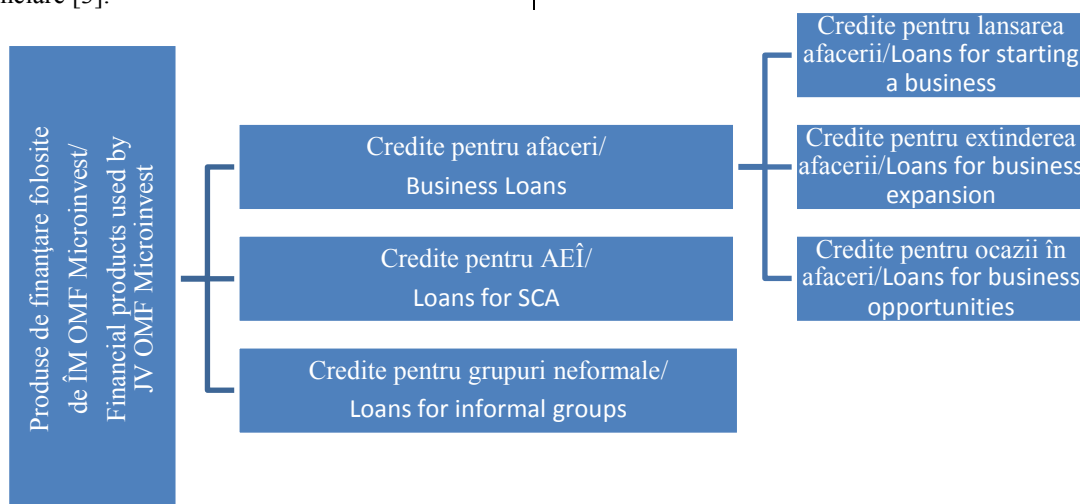 [3].
Produse de finanțare folosite
de ÎM OMF Microinvest/
Financial products used by
JV OMF Microinvest
Credite pentru afaceri/
Business Loans
Credite pentru AEÎ/
Loans for SCA
Credite pentru grupuri neformale/
Loans for informal groups
Credite pentru lansarea
afacerii/Loans for starting
a business
Credite pentru extinderea
afacerii/Loans for business
expansion
Credite pentru ocazii în
afaceri/Loans for business
opportunities